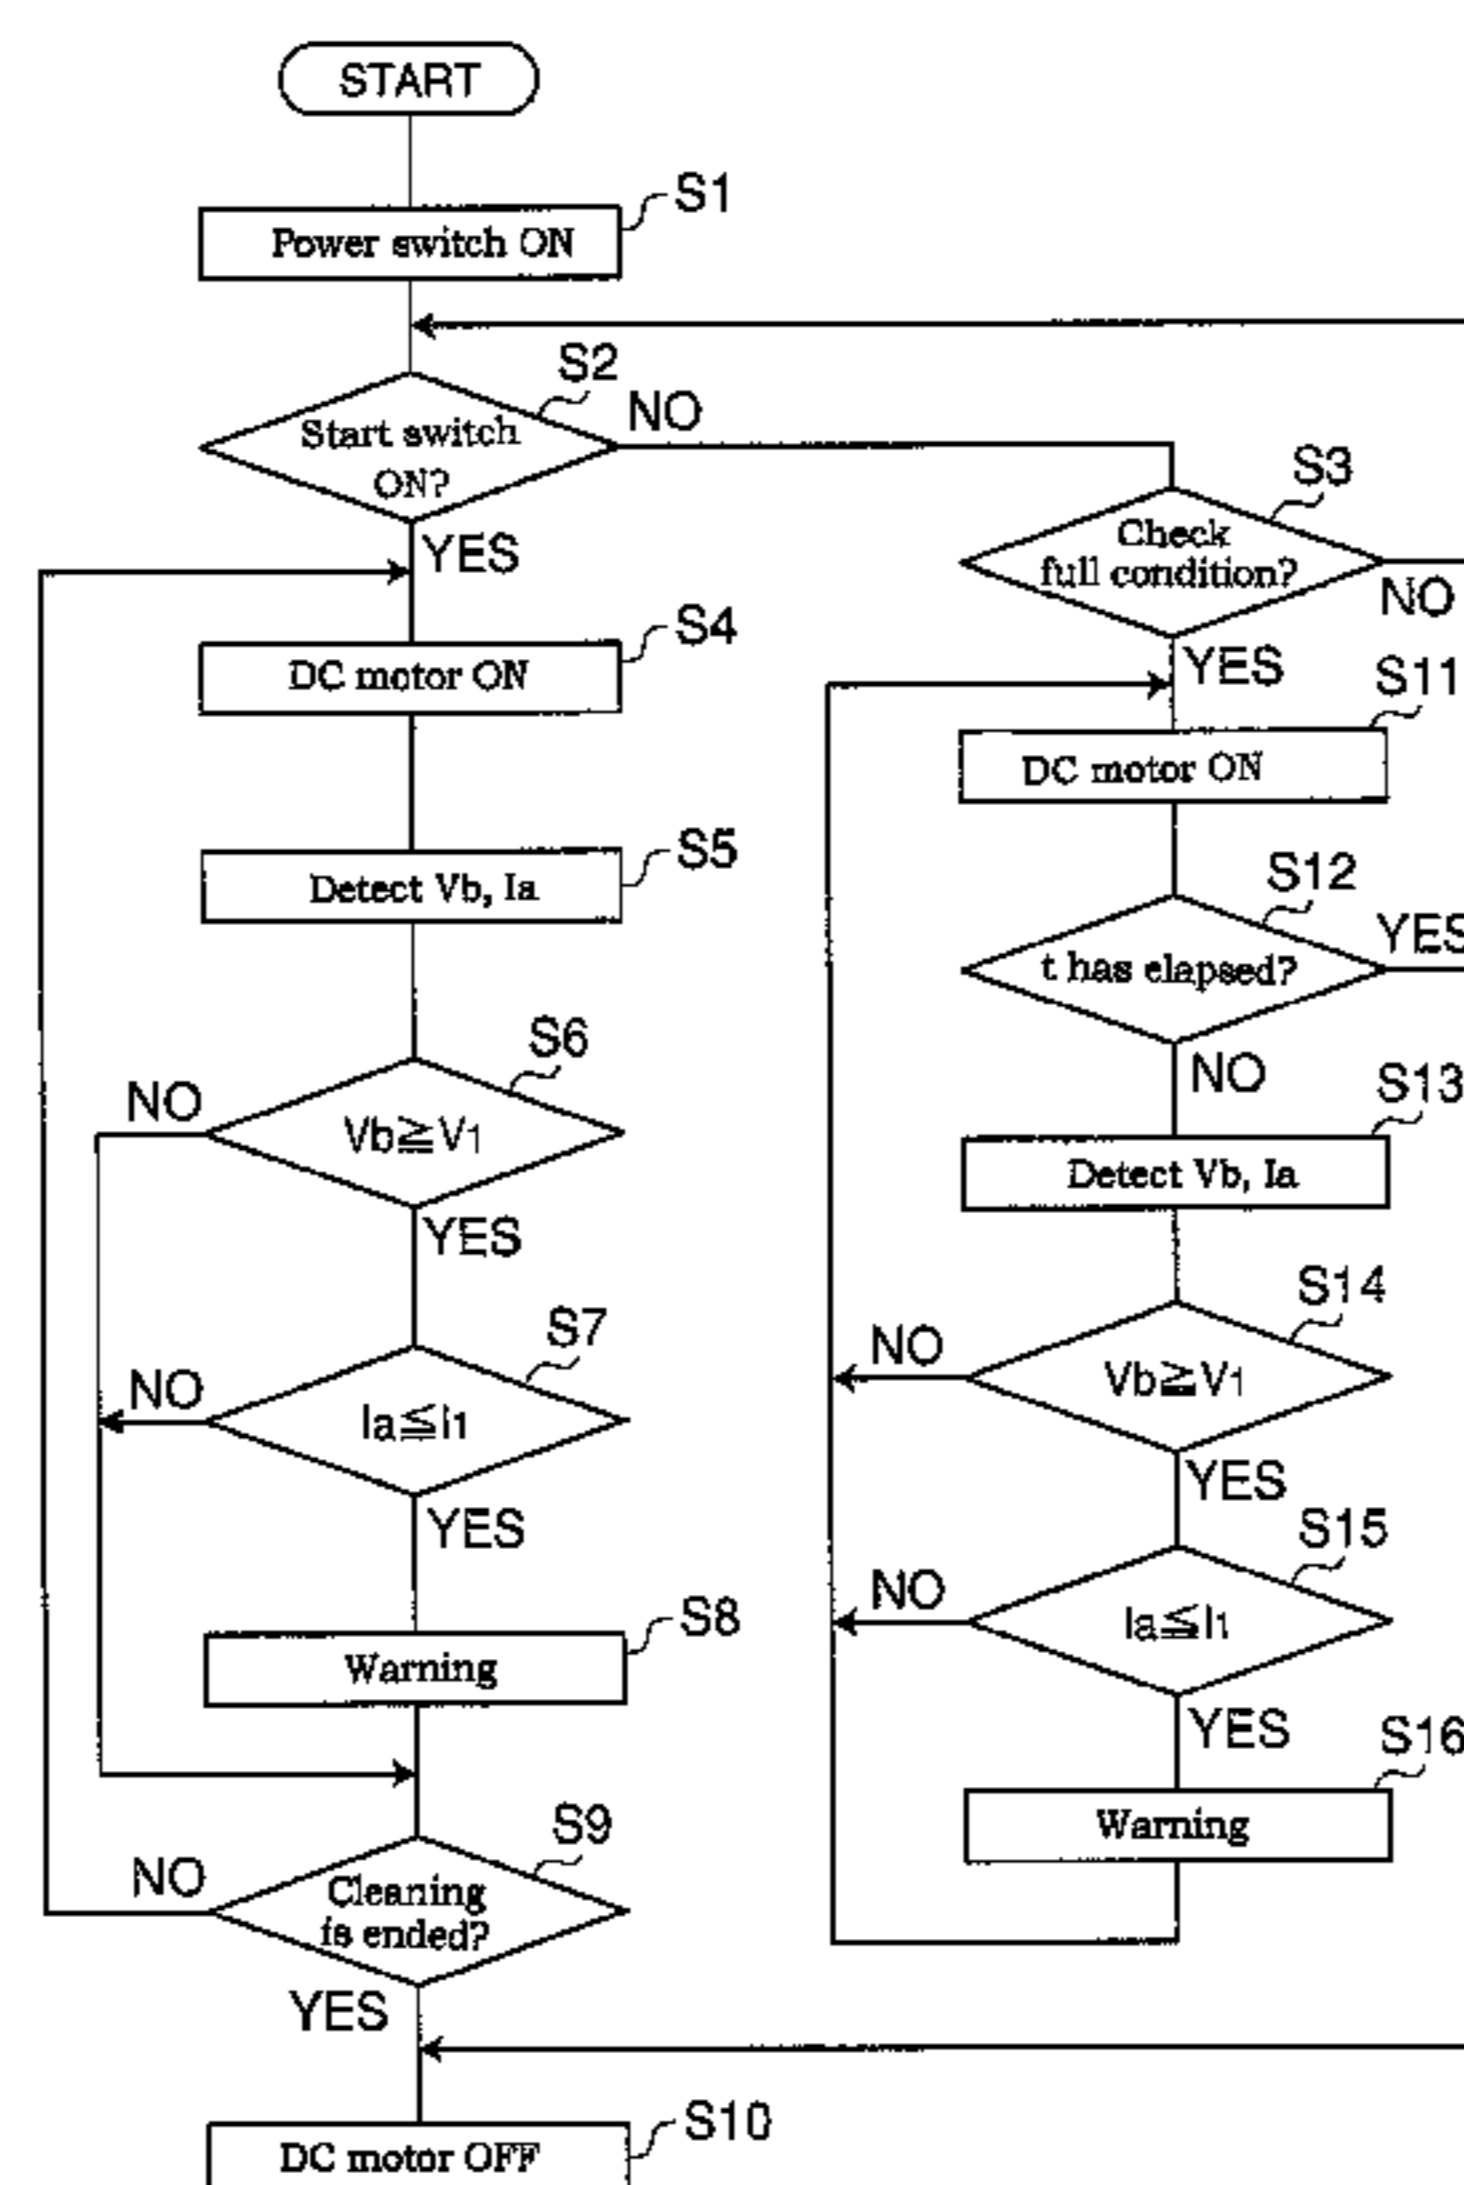 START
S1
Power switch ON
S2
NO
Start switch
ON?
YES
S3
Check
full condition?
NO
YES
S4
DC motor ON
S11
DC motor ON
S5
Detect Vb, Ia
S12
t has elapsed?
YES
NO
S6
NO
Vb≧V1
YES
S13
Detect Vb, Ia
S14
NO
Vb≧V1
YES
S7
NO
Ia≦I1
YES
S15
NO
Ia≦I1
YES
S8
Warning
S16
Warning
S9
NO
Cleaning
is ended?
YES
S10
DC motor OFF